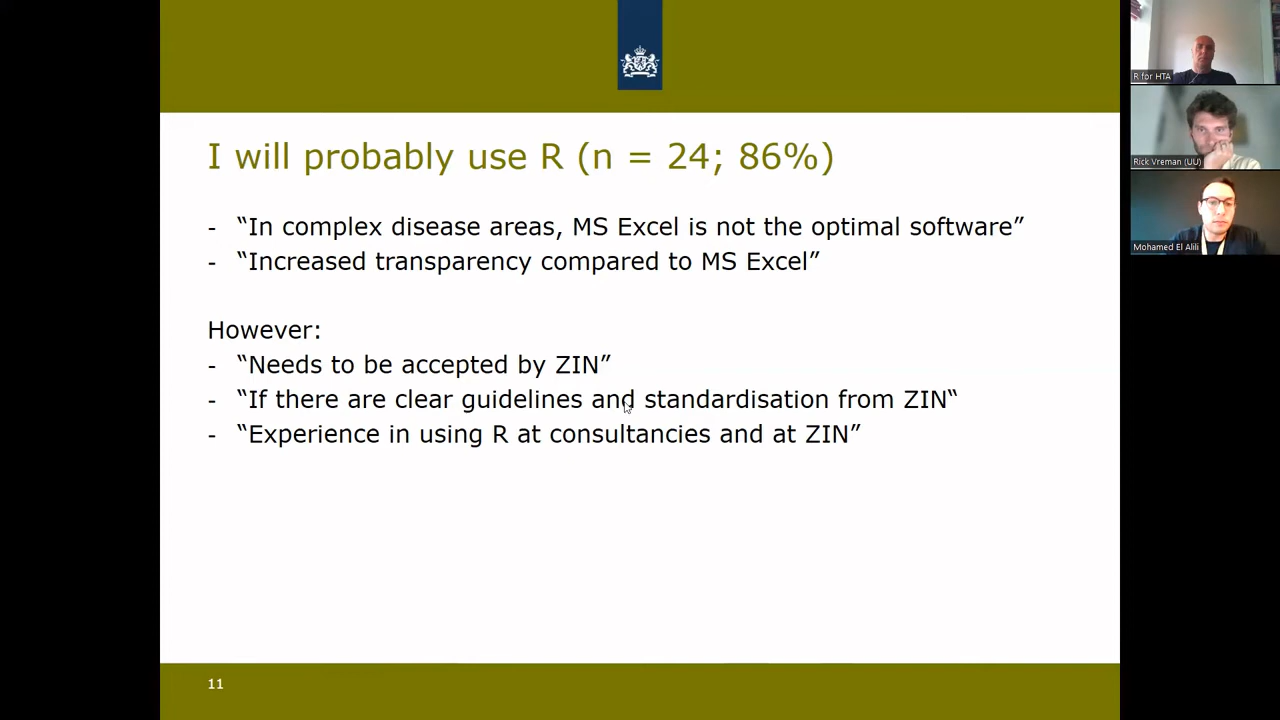 I will probably use R (n = 24; 86%)
- “In complex disease areas, MS Excel is not the optimal software”
- “Increased transparency compared to MS Excel”
However:
- “Needs to be accepted by ZIN”
- “If there are clear guidelines and standardisation from ZIN“
- “Experience in using R at consultancies and at ZIN”
11
R for HTA
Rick Vreman (UU)
Mohamed El Alili